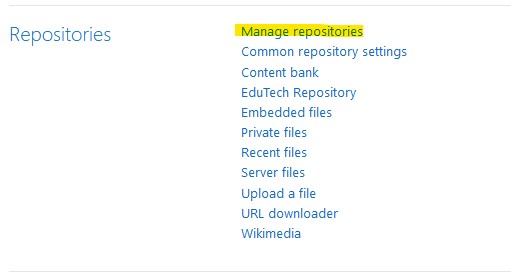 Repositories
Manage repositories
Common repository settings
Content bank
EduTech Repository
Embedded files
Private files
Recent files
Server files
Upload a file
URL downloader
Wikimedia